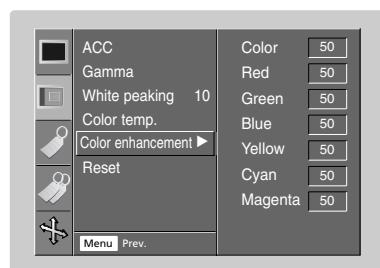 ACC
Gamma
White peaking 10
Color temp.
Color enhancement
Reset
Menu Prev.
Color 50
Red 50
Green 50
Blue 50
Yellow 50
Cyan 50
Magenta 50